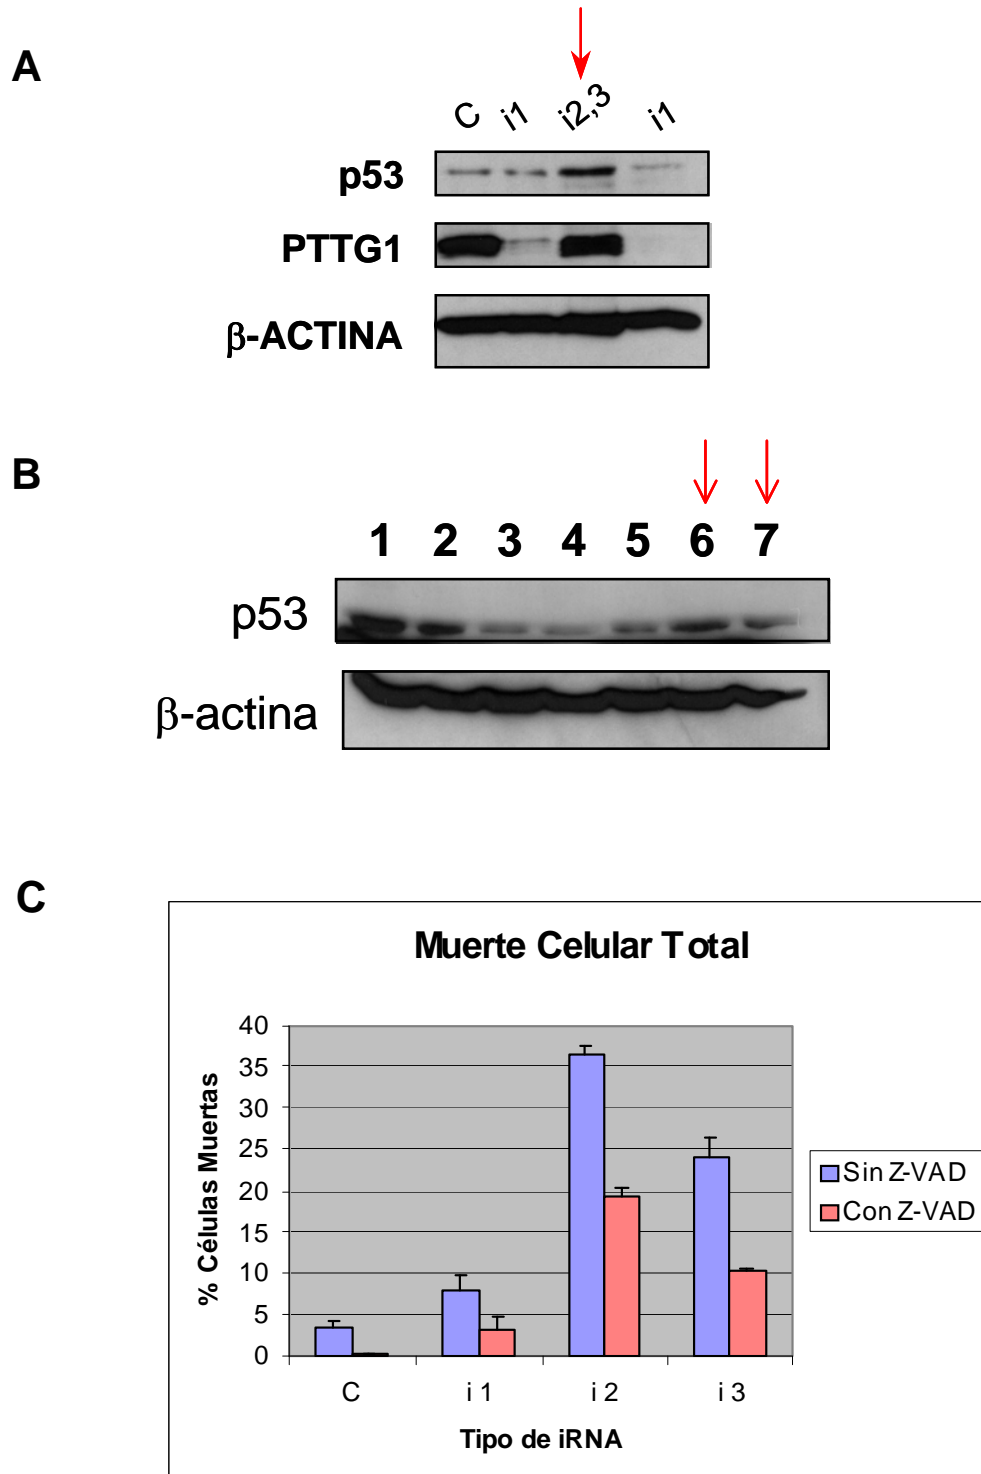 A
C i1 i2,3 i1
p53
PTTG1
β-ACTINA
B
1 2 3 4 5 6 7
p53
β-actina
C
Muerte Celular Total
% Células Muertas
40
35
30
25
20
15
10
5
0
C i 1 i 2 i 3
Tipo de iRNA
Sin Z-VAD
Con Z-VAD